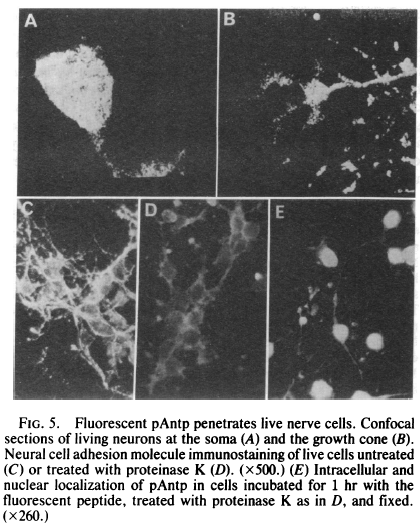 A
B
C
D
E
FIG. 5. Fluorescent pAntp penetrates live nerve cells. Confocal
sections of living neurons at the soma (A) and the growth cone (B).
Neural cell adhesion molecule immunostaining of live cells untreated
(C) or treated with proteinase K (D). (×500.) (E) Intracellular and
nuclear localization of pAntp in cells incubated for 1 hr with the
fluorescent peptide, treated with proteinase K as in D, and fixed.
(×260.)